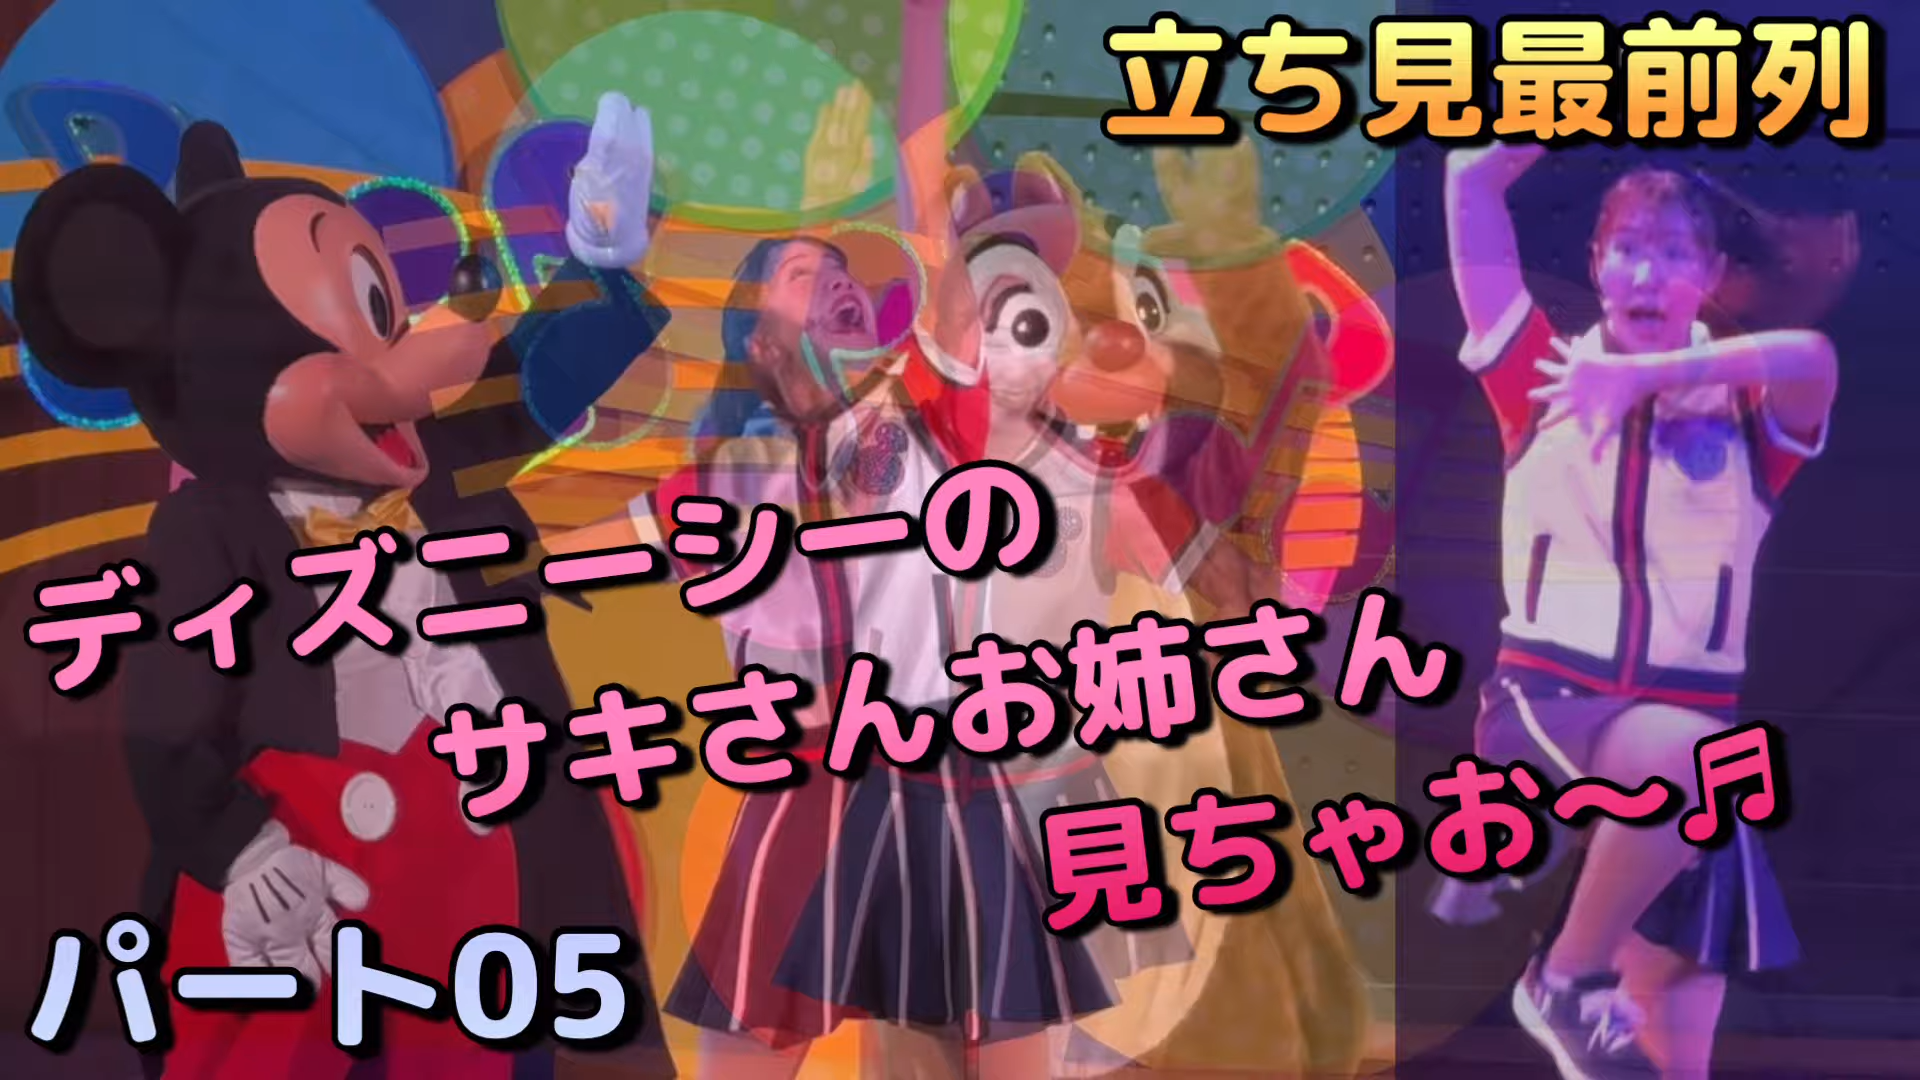 立ち見最前列
ディズニーシーの
サキさんお姉さん
見ちゃお～♬
パート05